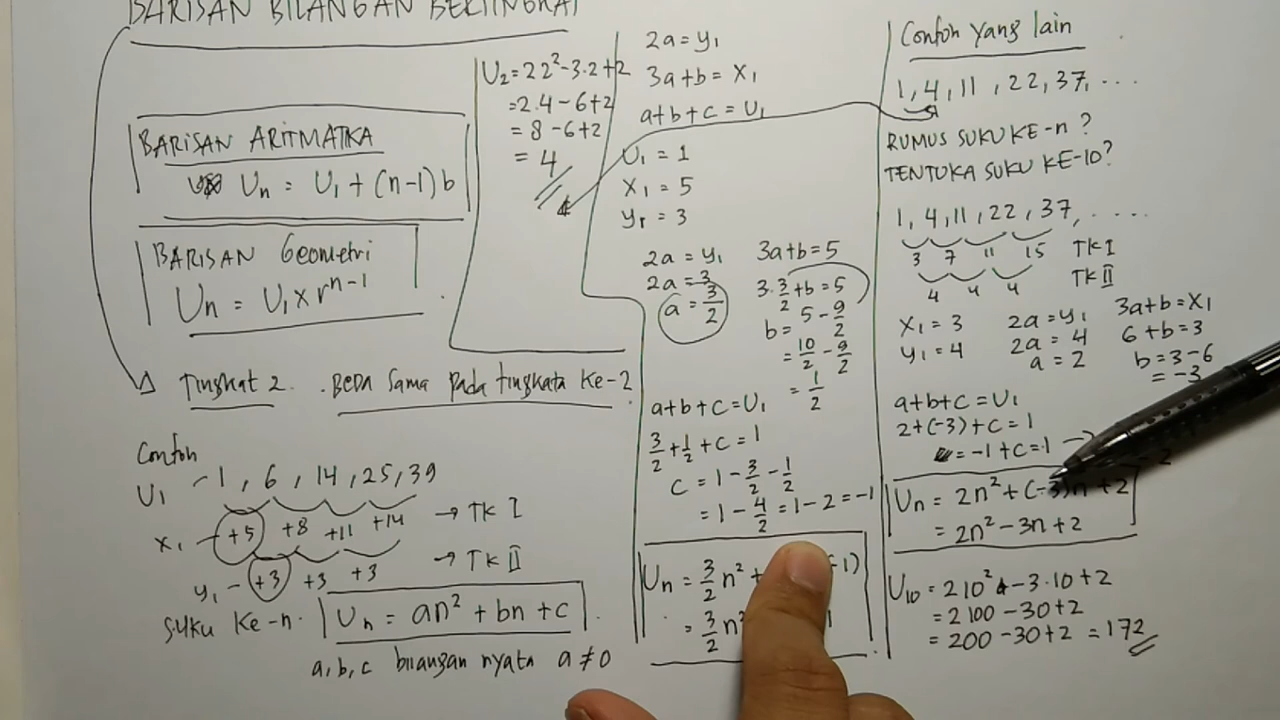 BARISAN BILANGAN BERTINGKAT
BARISAN ARITMATKA
Un = U1 + (n-1)b
BARISAN Geometri
Un = U1 x r^n-1
Tingkat 2. . Beda Sama Pada tingkata Ke-2
Contoh
U1 - 1, 6, 14, 25, 39
X1 - +5 +8 +11 +14 → TK I
y1 - +3 +3 +3 → TK II
Suku Ke-n. Un = an² + bn + c
a, b, c bilangan nyata a ≠ 0
U2 = 2 2² - 3.2 + 2
= 2.4 - 6+2
= 8 - 6+2
= 4
2a = y1
3a+b = X1
a+b+c = U1
U1 = 1
X1 = 5
y1 = 3
2a = y1
2a = 3
a = 3/2
3a+b = 5
3.3/2 + b = 5
b = 5 - 9/2
= 10/2 - 9/2
= 1/2
a+b+c = U1
3/2 + 1/2 + c = 1
c = 1 - 3/2 - 1/2
= 1 - 4/2 = 1 - 2 = -1
Un = 3/2 n² + -1)
= 3/2 n² 1
Contoh yang lain
1, 4, 11, 22, 37, ...
RUMUS SUKU KE-n ?
TENTUKA SUKU KE-10?
1, 4, 11, 22, 37, ....
3 7 11 15 TK I
4 4 4 TK II
X1 = 3
y1 = 4
2a = y1
2a = 4
a = 2
3a+b = X1
6+b = 3
b = 3-6
= -3
a+b+c = U1
2+(-3)+c = 1
= -1+c = 1 → 2
Un = 2n² + (-3)n + 2
= 2n² - 3n + 2
U10 = 2 10² - 3.10 + 2
= 2 100 - 30 + 2
= 200 - 30 + 2 = 172